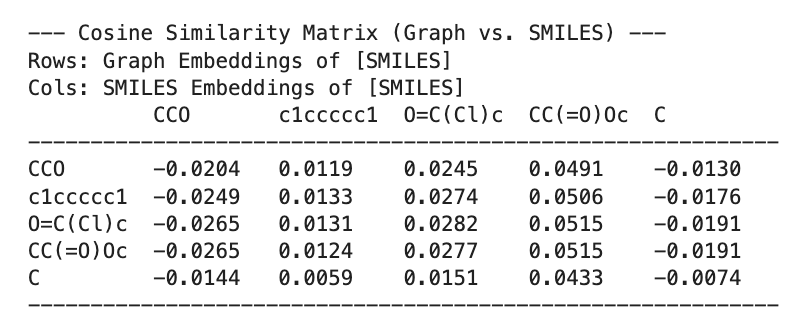 --- Cosine Similarity Matrix (Graph vs. SMILES) ---
Rows: Graph Embeddings of [SMILES]
Cols: SMILES Embeddings of [SMILES]
CCO c1ccccc1 O=C(Cl)c CC(=O)Oc C
------------------------------------------------------------
CCO -0.0204 0.0119 0.0245 0.0491 -0.0130
c1ccccc1 -0.0249 0.0133 0.0274 0.0506 -0.0176
O=C(Cl)c -0.0265 0.0131 0.0282 0.0515 -0.0191
CC(=O)Oc -0.0265 0.0124 0.0277 0.0515 -0.0191
C -0.0144 0.0059 0.0151 0.0433 -0.0074
------------------------------------------------------------